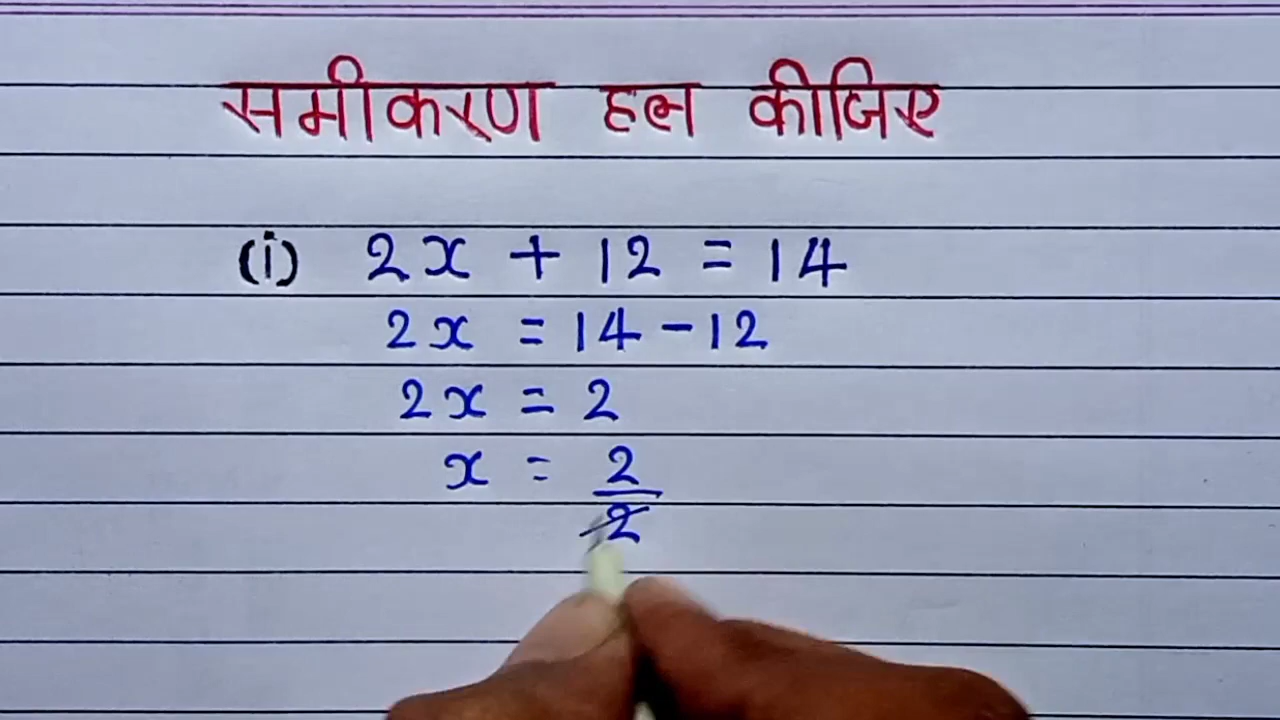 समीकरण हल कीजिए
(i) 2x + 12 = 14
2x = 14 - 12
2x = 2
x = 2/2